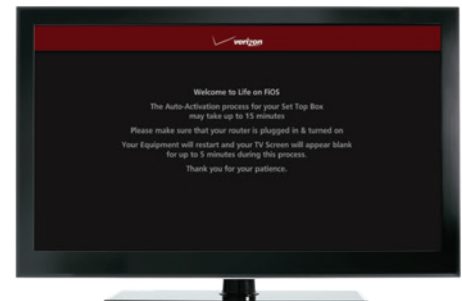 verizon
Welcome to Life on FiOS
The Auto-Activation process for your Set Top Box
may take up to 15 minutes
Please make sure that your router is plugged in & turned on
Your Equipment will restart and your TV Screen will appear blank
for up to 5 minutes during this process.
Thank you for your patience.